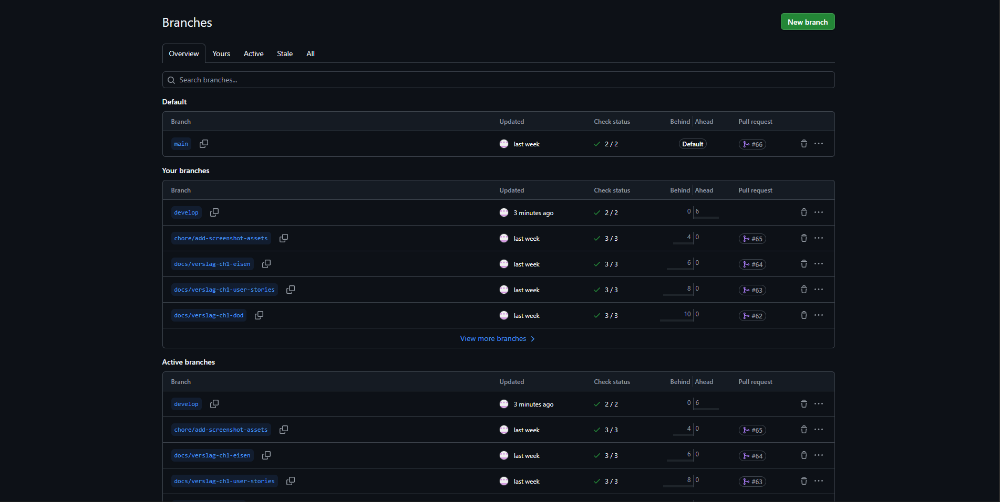 Branches
New branch
Overview Yours Active Stale All
Search branches...
Default
Branch Updated Check status Behind Ahead Pull request
main last week 2 / 2 Default #66
Your branches
Branch Updated Check status Behind Ahead Pull request
develop 3 minutes ago 2 / 2 0 6
chore/add-screenshot-assets last week 3 / 3 4 0 #65
docs/verslag-ch1-eisen last week 3 / 3 6 0 #64
docs/verslag-ch1-user-stories last week 3 / 3 8 0 #63
docs/verslag-ch1-dod last week 3 / 3 10 0 #62
View more branches
Active branches
Branch Updated Check status Behind Ahead Pull request
develop 3 minutes ago 2 / 2 0 6
chore/add-screenshot-assets last week 3 / 3 4 0 #65
docs/verslag-ch1-eisen last week 3 / 3 6 0 #64
docs/verslag-ch1-user-stories last week 3 / 3 8 0 #63